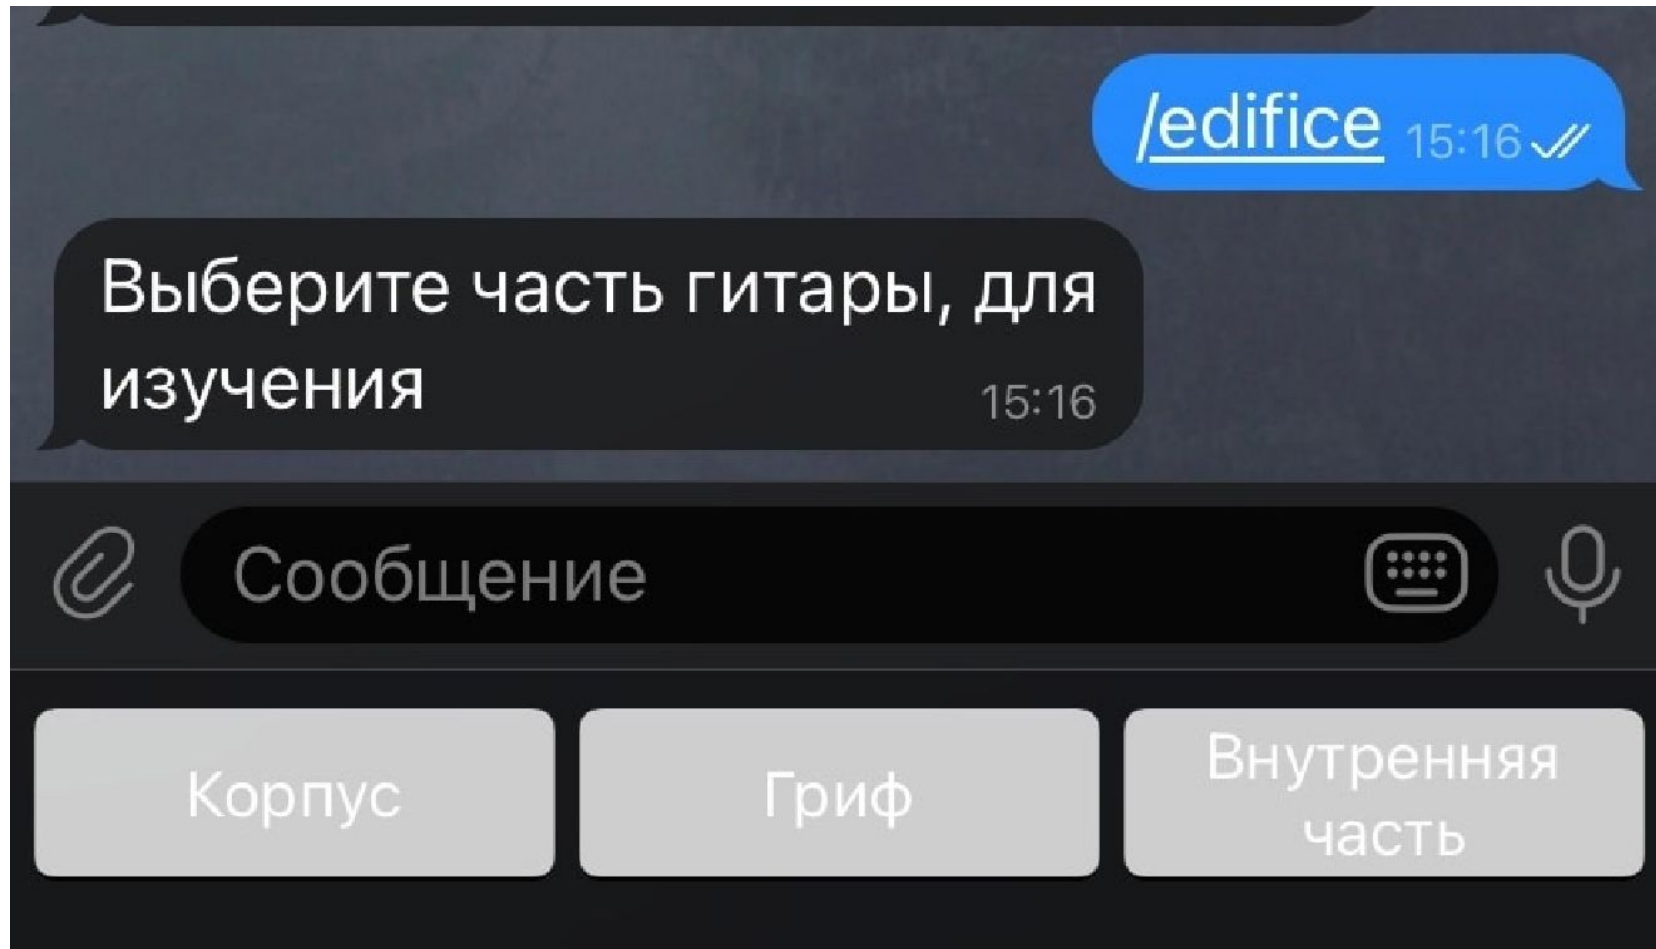 /edifice 15:16
Выберите часть гитары, для
изучения 15:16
Сообщение
Корпус
Гриф
Внутренняя
часть